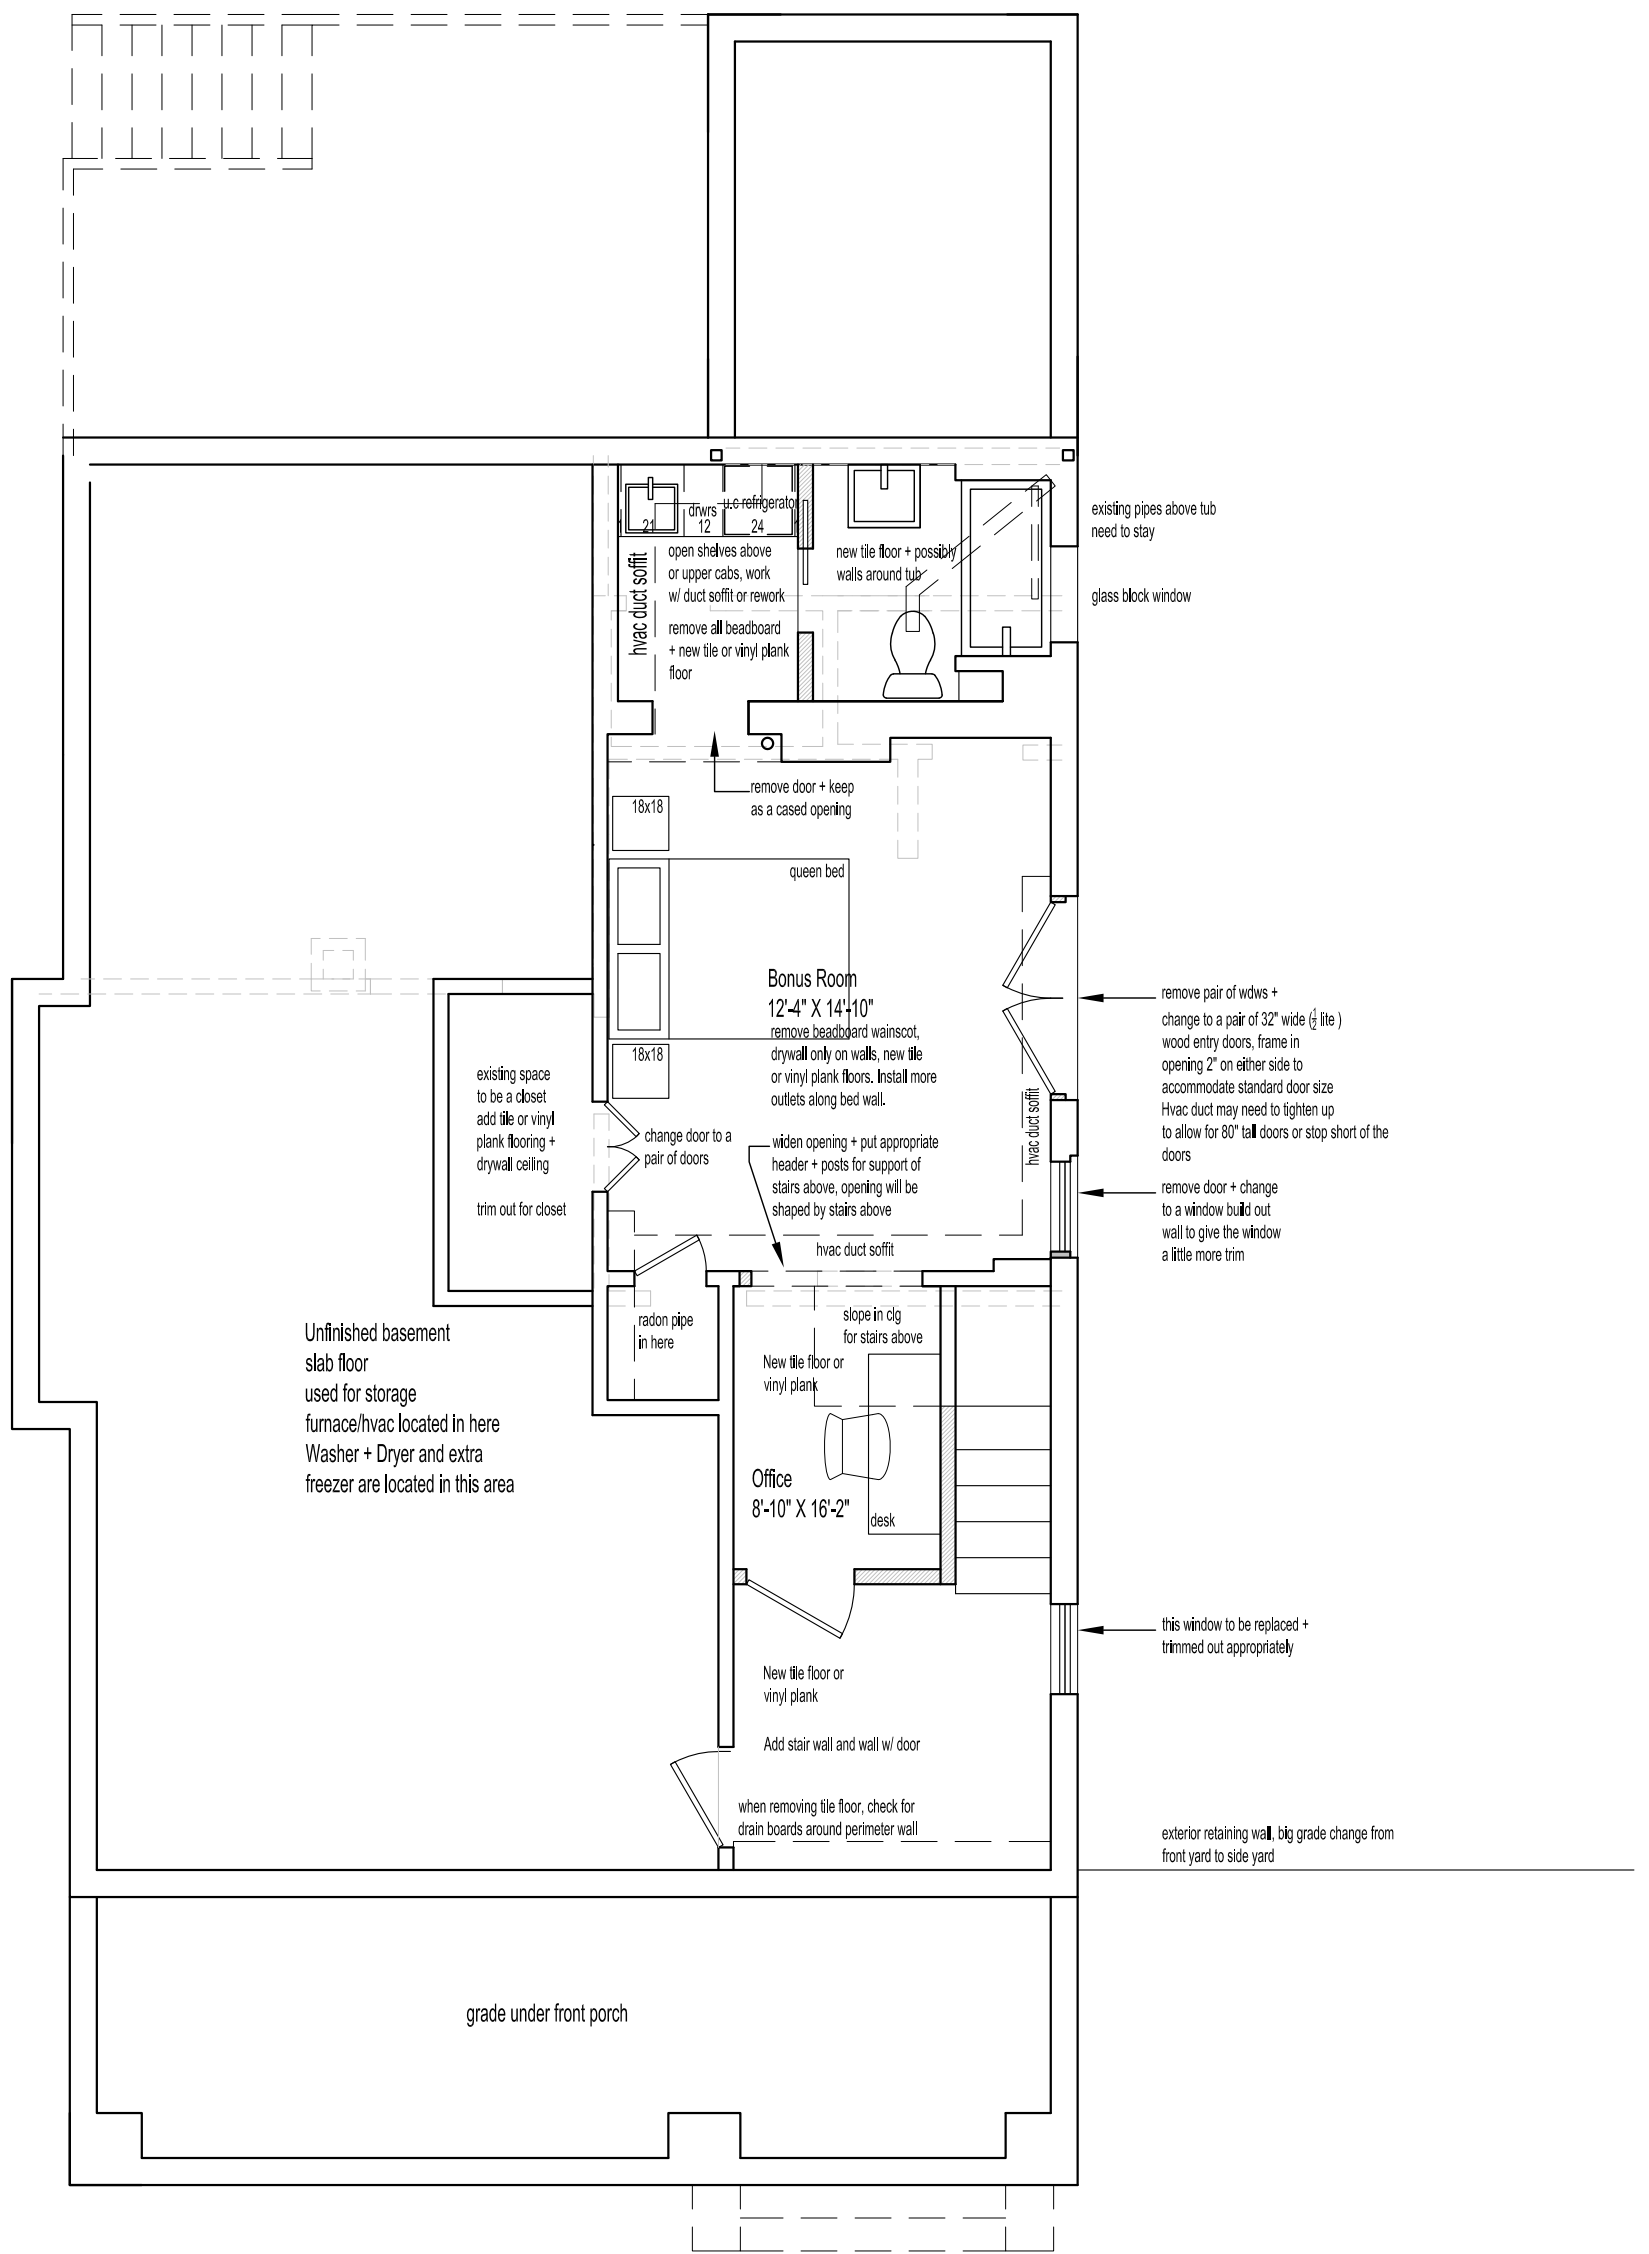 existing pipes above tub
need to stay
glass block window
u.c refrigerator
drwrs
21
12
24
hvac duct soffit
open shelves above
or upper cabs, work
w/ duct soffit or rework
remove all beadboard
+ new tile or vinyl plank
floor
new tile floor + possibly
walls around tub
remove door + keep
as a cased opening
18x18
queen bed
Bonus Room
12'-4" X 14'-10"
remove beadboard wainscot,
drywall only on walls, new tile
or vinyl plank floors. Install more
outlets along bed wall.
18x18
remove pair of wdws +
change to a pair of 32" wide (½ lite )
wood entry doors, frame in
opening 2" on either side to
accommodate standard door size
Hvac duct may need to tighten up
to allow for 80" tall doors or stop short of the
doors
existing space
to be a closet
add tile or vinyl
plank flooring +
drywall ceiling
trim out for closet
change door to a
pair of doors
widen opening + put appropriate
header + posts for support of
stairs above, opening will be
shaped by stairs above
hvac duct soffit
remove door + change
to a window build out
wall to give the window
a little more trim
hvac duct soffit
radon pipe
in here
slope in clg
for stairs above
New tile floor or
vinyl plank
Unfinished basement
slab floor
used for storage
furnace/hvac located in here
Washer + Dryer and extra
freezer are located in this area
Office
8'-10" X 16'-2"
desk
this window to be replaced +
trimmed out appropriately
New tile floor or
vinyl plank
Add stair wall and wall w/ door
when removing tile floor, check for
drain boards around perimeter wall
exterior retaining wall, big grade change from
front yard to side yard
grade under front porch